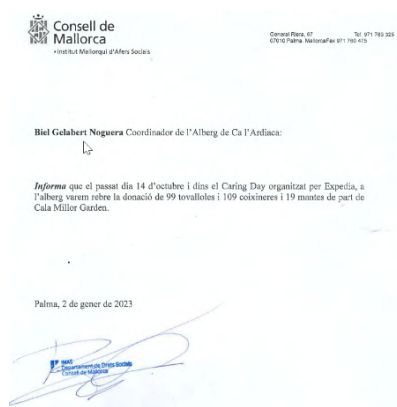 Consell de
Mallorca
• Institut Mallorquí d'Afers Socials
General Riera, 67
07010 Palma. Mallorca
Tel. 971 763 325
Fax 971 760 475
Biel Gelabert Noguera Coordinador de l'Alberg de Ca l'Ardiaca:
Informa que el passat dia 14 d'octubre i dins el Caring Day organitzat per Expedia, a
l'alberg varem rebre la donació de 99 tovalloles i 109 coixineres i 19 mantes de part de
Cala Millor Garden.
Palma, 2 de gener de 2023
IMAS
Departament de Drets Socials
Consell de Mallorca